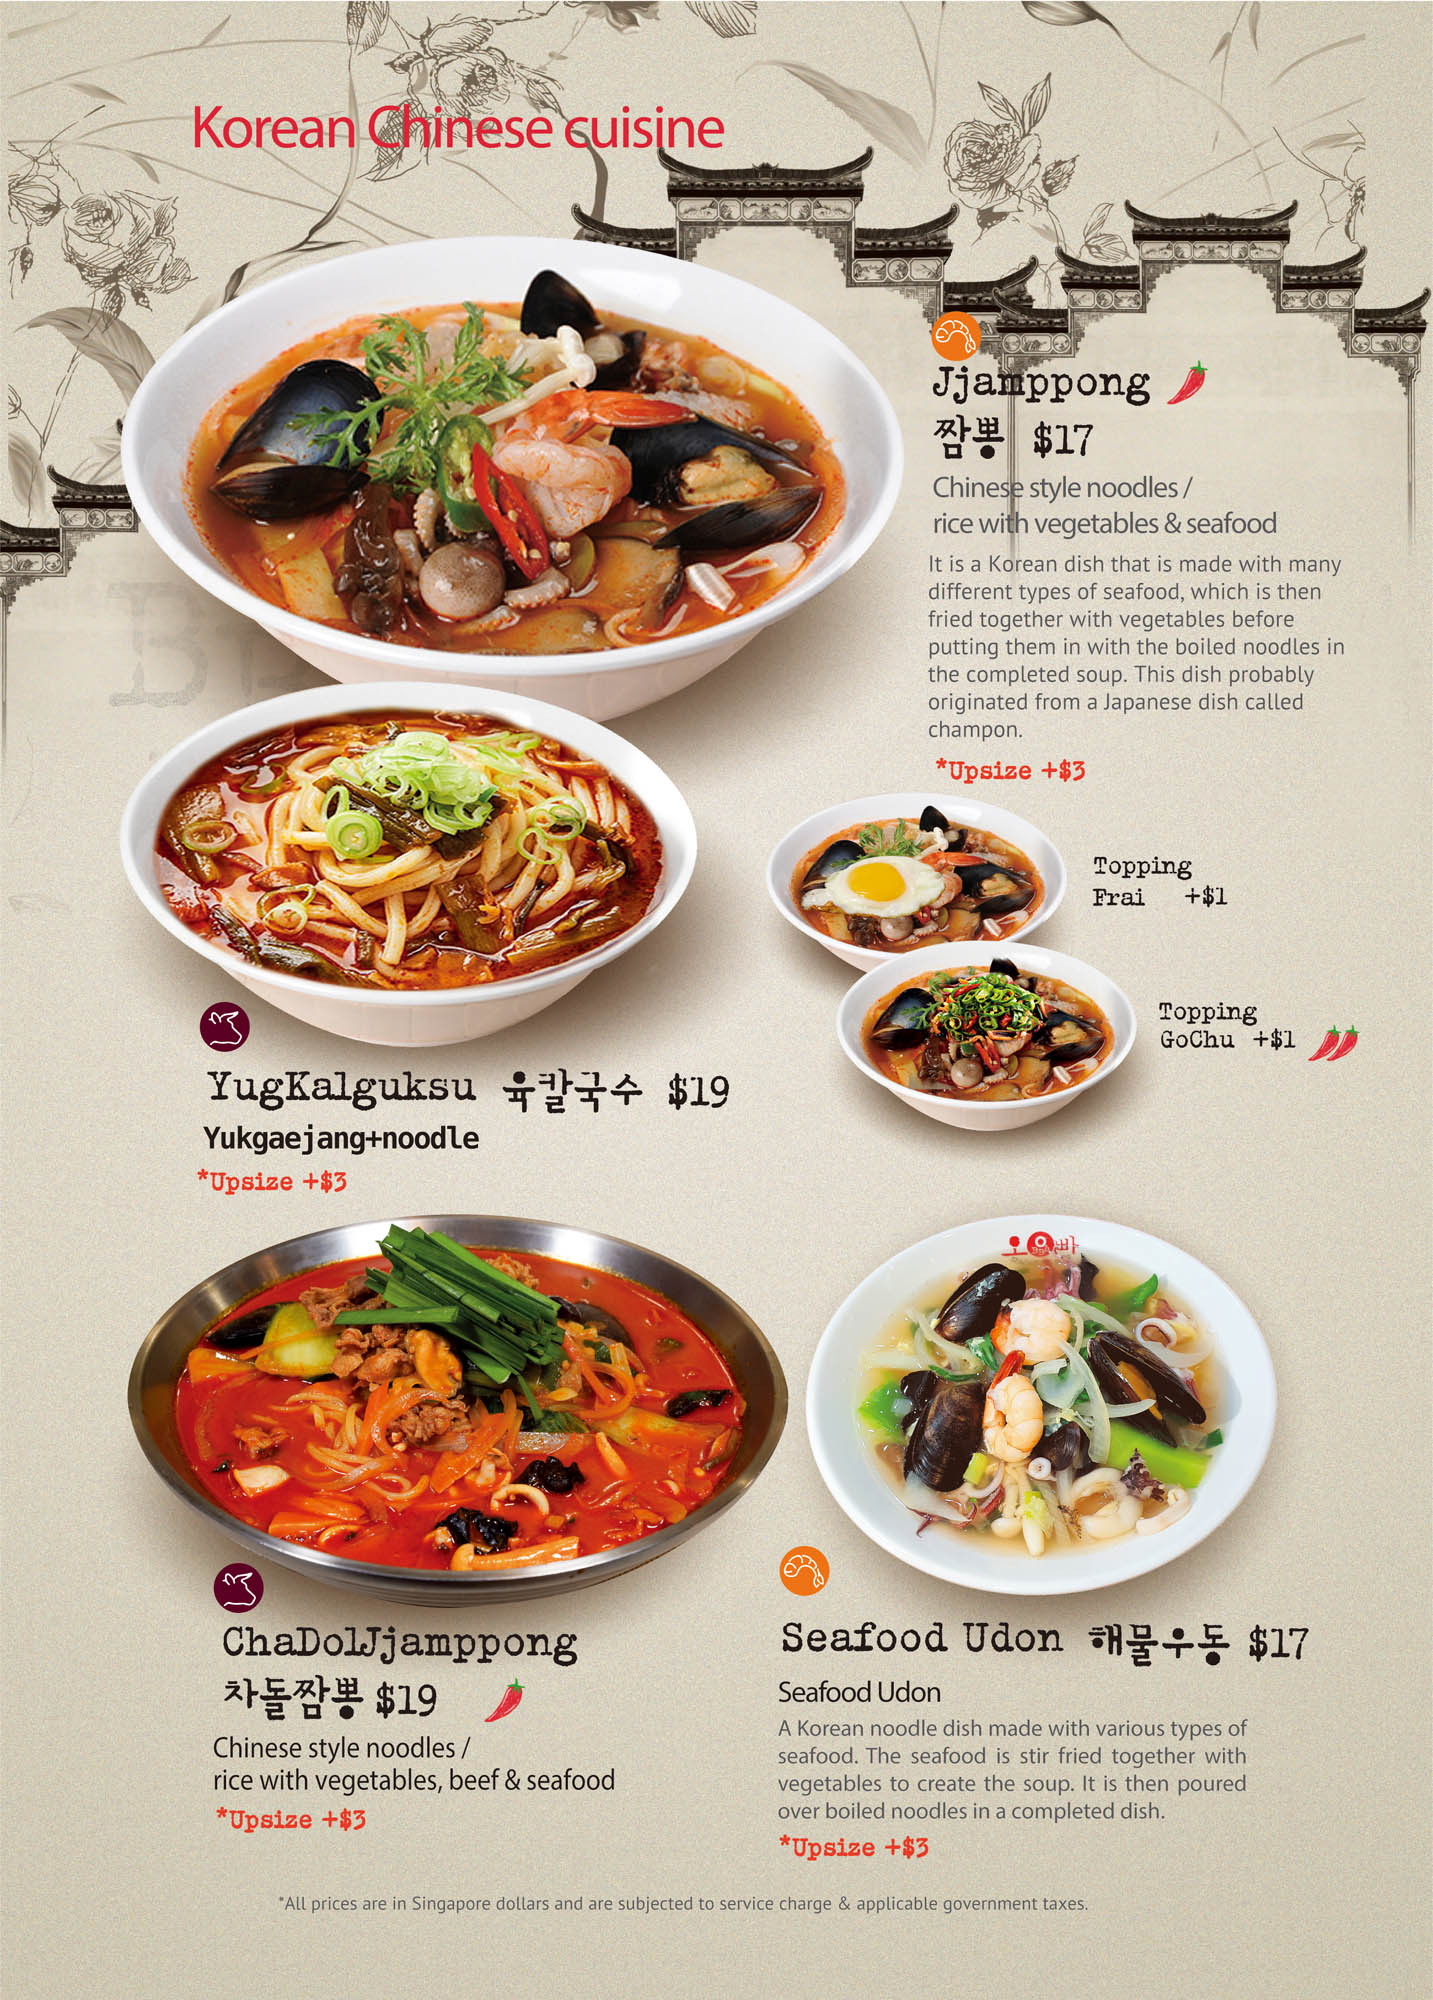 Korean Chinese cuisine
Jjamppong
짬뽕 $17
Chinese style noodles /
rice with vegetables & seafood
It is a Korean dish that is made with many
different types of seafood, which is then
fried together with vegetables before
putting them in with the boiled noodles in
the completed soup. This dish probably
originated from a Japanese dish called
champon.
*Upsize +$3
Topping
Frai +$1
Topping
GoChu +$1
YugKalguksu 육칼국수 $19
Yukgaejang+noodle
*Upsize +$3
ChaDolJjamppong
차돌짬뽕 $19
Chinese style noodles /
rice with vegetables, beef & seafood
*Upsize +$3
Seafood Udon 해물우동 $17
Seafood Udon
A Korean noodle dish made with various types of
seafood. The seafood is stir fried together with
vegetables to create the soup. It is then poured
over boiled noodles in a completed dish.
*Upsize +$3
*All prices are in Singapore dollars and are subjected to service charge & applicable government taxes.